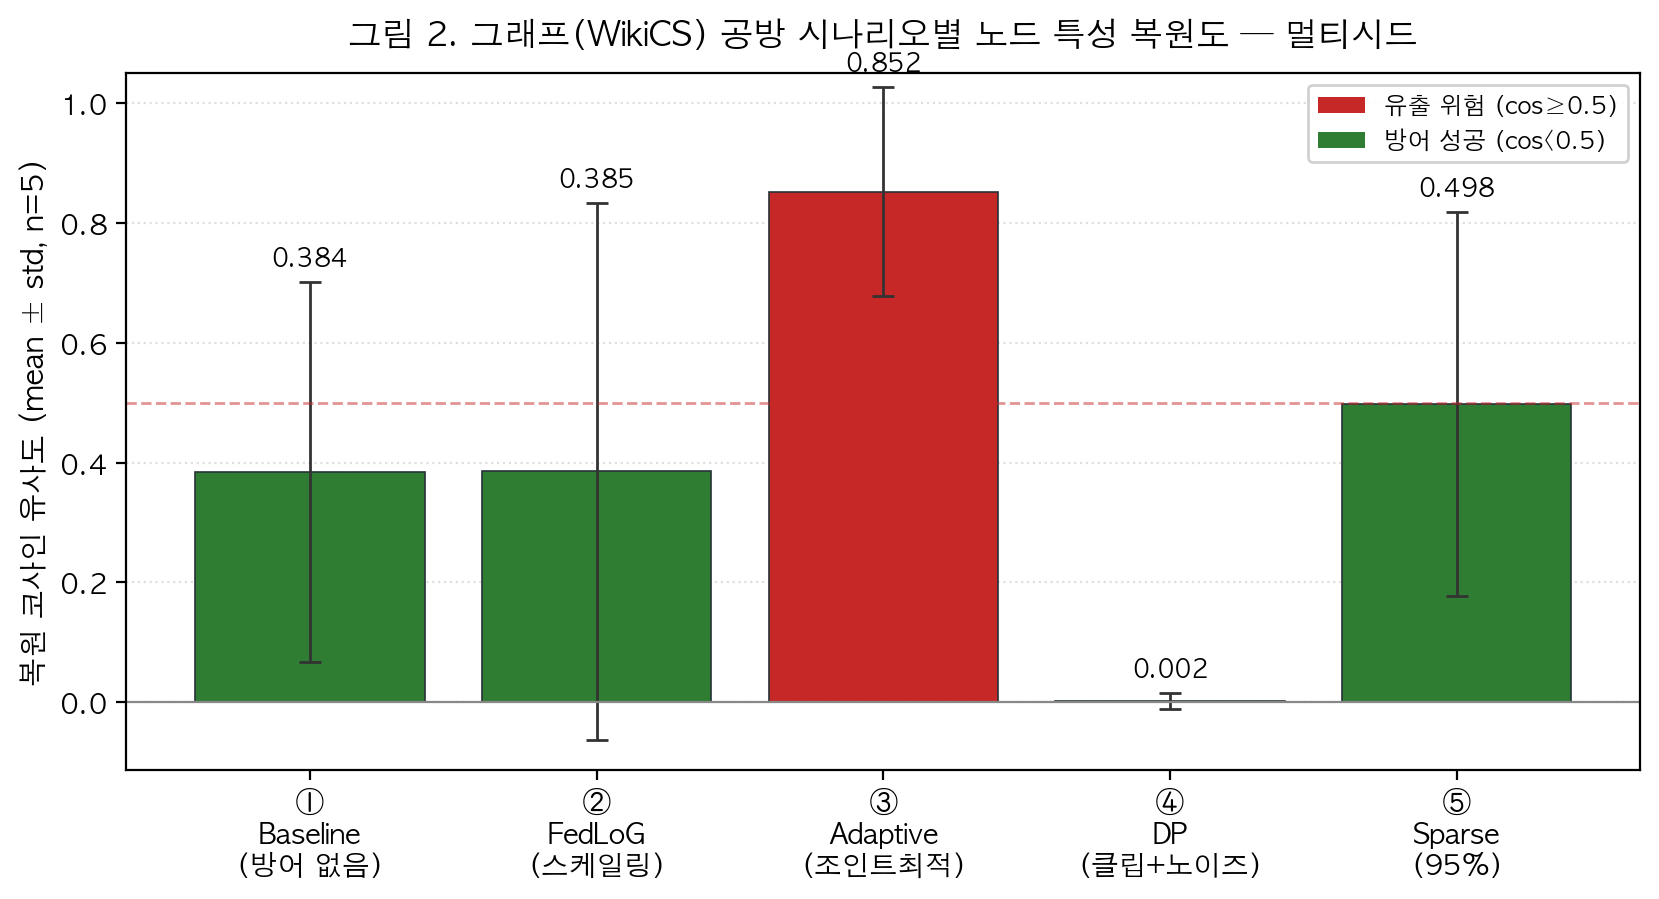 그림 2. 그래프(WikiCS) 공방 시나리오별 노드 특성 복원도 — 멀티시드
복원 코사인 유사도 (mean ± std, n=5)
1.0
0.8
0.6
0.4
0.2
0.0
0.384
0.385
0.852
0.002
0.498
유출 위험 (cos≥0.5)
방어 성공 (cos<0.5)
①
Baseline
(방어 없음)
②
FedLoG
(스케일링)
③
Adaptive
(조인트최적)
④
DP
(클립+노이즈)
⑤
Sparse
(95%)